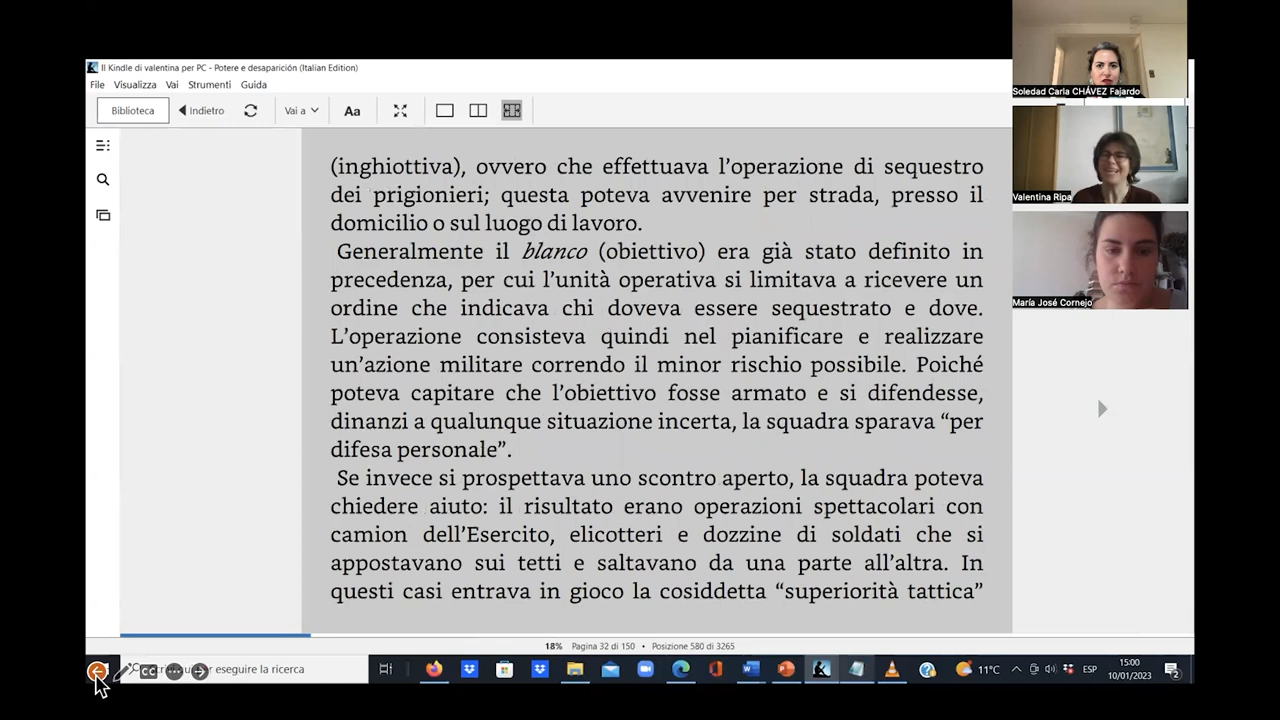 Il Kindle di valentina per PC - Potere e desaparición (Italian Edition)
File Visualizza Vai Strumenti Guida
Biblioteca Indietro Vai a Aa
(inghiottiva), ovvero che effettuava l'operazione di sequestro
dei prigionieri; questa poteva avvenire per strada, presso il
domicilio o sul luogo di lavoro.
Generalmente il blanco (obiettivo) era già stato definito in
precedenza, per cui l'unità operativa si limitava a ricevere un
ordine che indicava chi doveva essere sequestrato e dove.
L'operazione consisteva quindi nel pianificare e realizzare
un'azione militare correndo il minor rischio possibile. Poiché
poteva capitare che l'obiettivo fosse armato e si difendesse,
dinanzi a qualunque situazione incerta, la squadra sparava “per
difesa personale”.
Se invece si prospettava uno scontro aperto, la squadra poteva
chiedere aiuto: il risultato erano operazioni spettacolari con
camion dell'Esercito, elicotteri e dozzine di soldati che si
appostavano sui tetti e saltavano da una parte all'altra. In
questi casi entrava in gioco la cosiddetta “superiorità tattica”
18% Pagina 32 di 150 • Posizione 580 di 3265
Soledad Carla CHÁVEZ Fajardo
Valentina Ripa
María José Cornejo
CC er eseguire la ricerca
11°C ESP
15:00
10/01/2023
2